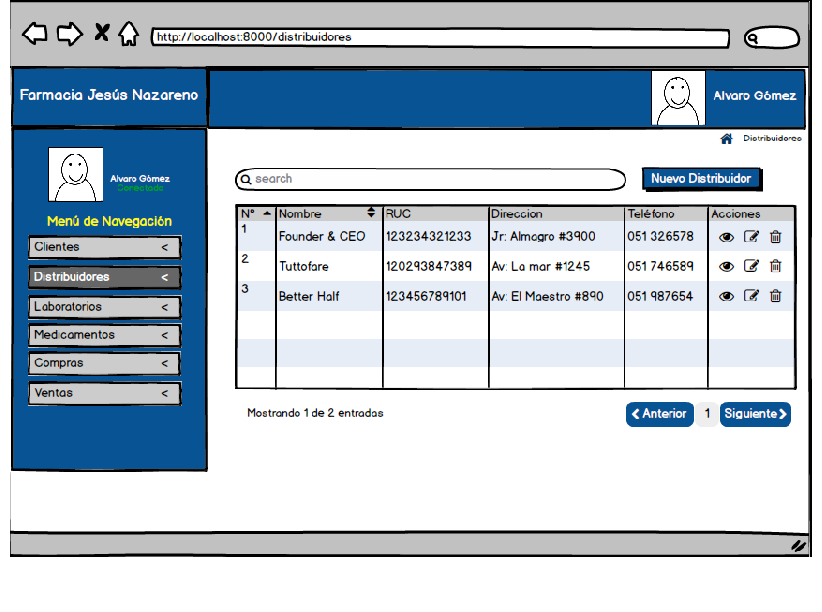 http://localhost:8000/distribuidores
Farmacia Jesús Nazareno
Alvaro Gómez
Distribuidores
Alvaro Gómez
Conectado
Menú de Navegación
Clientes <
Distribuidores <
Laboratorios <
Medicamentos <
Compras <
Ventas <
search
Nuevo Distribuidor
N° Nombre RUC Direccion Teléfono Acciones
1 Founder & CEO 123234321233 Jr: Almagro #3900 051 326578
2 Tuttofare 120293847389 Av: La mar #1245 051 746589
3 Better Half 123456789101 Av: El Maestro #890 051 987654
Mostrando 1 de 2 entradas
Anterior 1 Siguiente